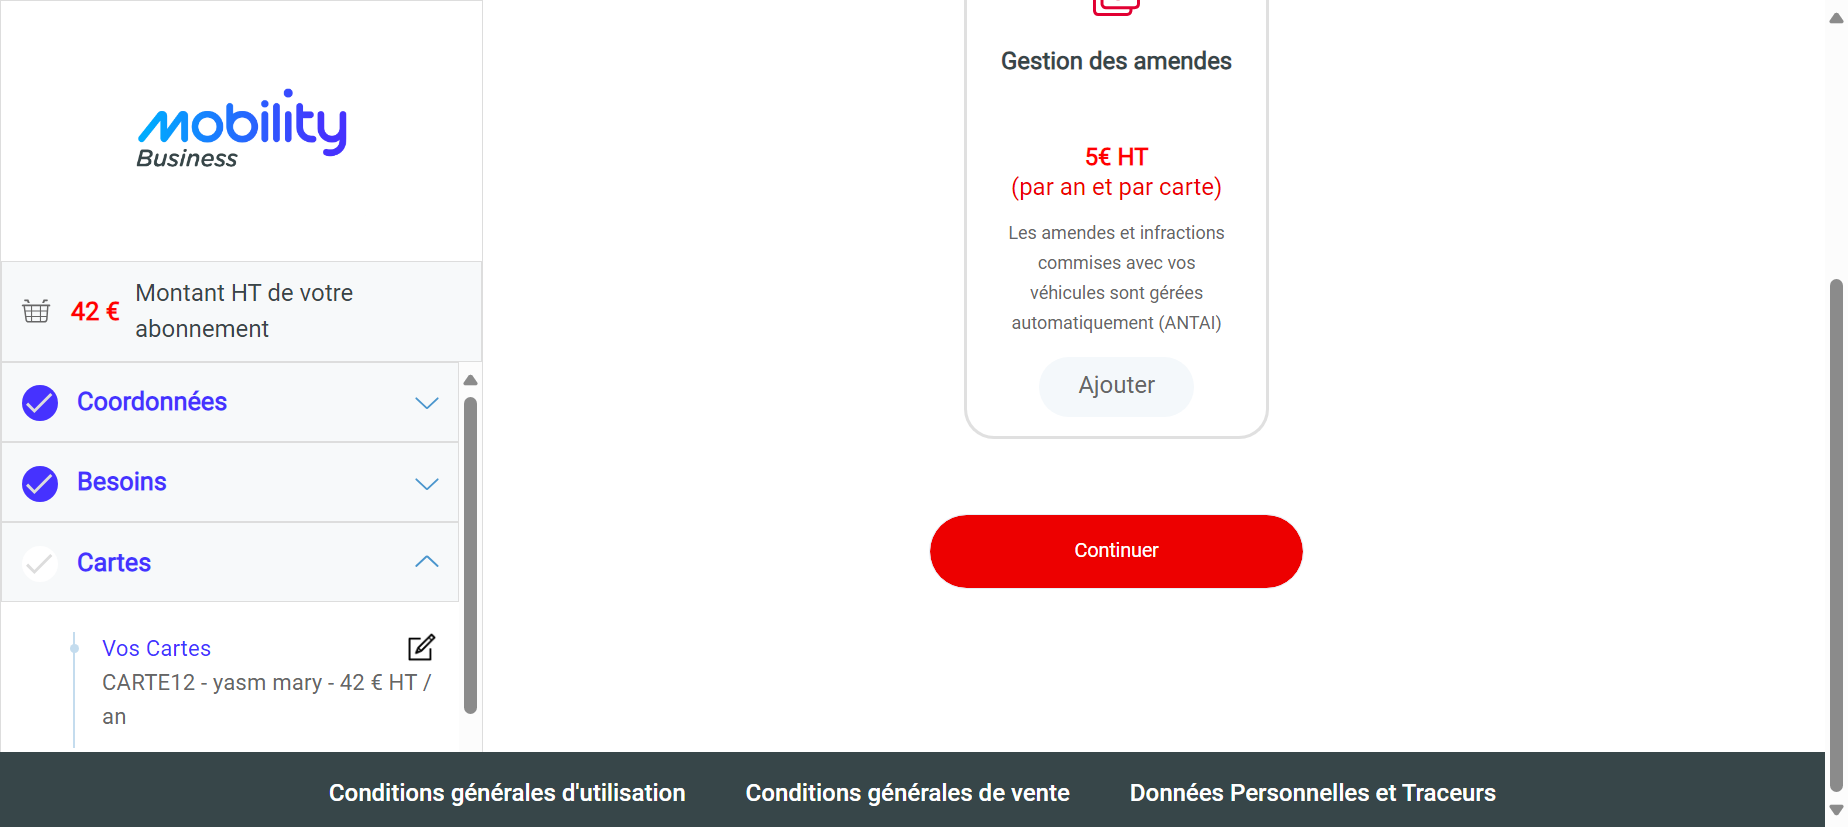 mobility
Business
42 €
Montant HT de votre
abonnement
Coordonnées
Besoins
Cartes
Vos Cartes
CARTE12 - yasm mary - 42 € HT /
an
Gestion des amendes
5€ HT
(par an et par carte)
Les amendes et infractions
commises avec vos
véhicules sont gérées
automatiquement (ANTAI)
Ajouter
Continuer
Conditions générales d'utilisation
Conditions générales de vente
Données Personnelles et Traceurs